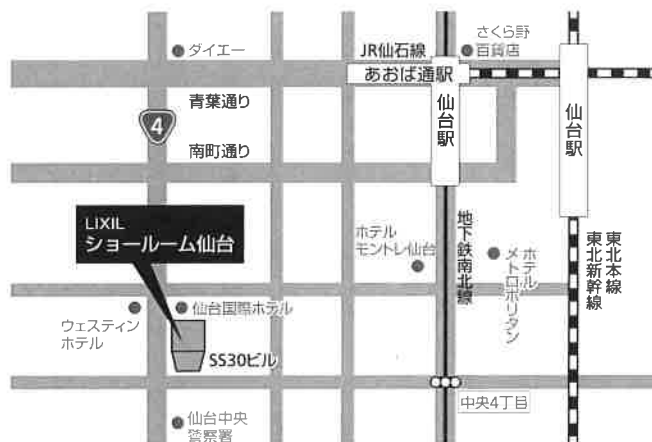 さくら野
百貨店
ダイエー
JR仙石線
あおば通駅
青葉通り
4
仙台駅
仙台駅
南町通り
LIXIL
ショールーム仙台
ホテル
モントレ仙台
地下鉄南北線
ホテル
メトロポリタン
東北本線
東北新幹線
仙台国際ホテル
ウェスティン
ホテル
SS30ビル
中央4丁目
仙台中央
警察署